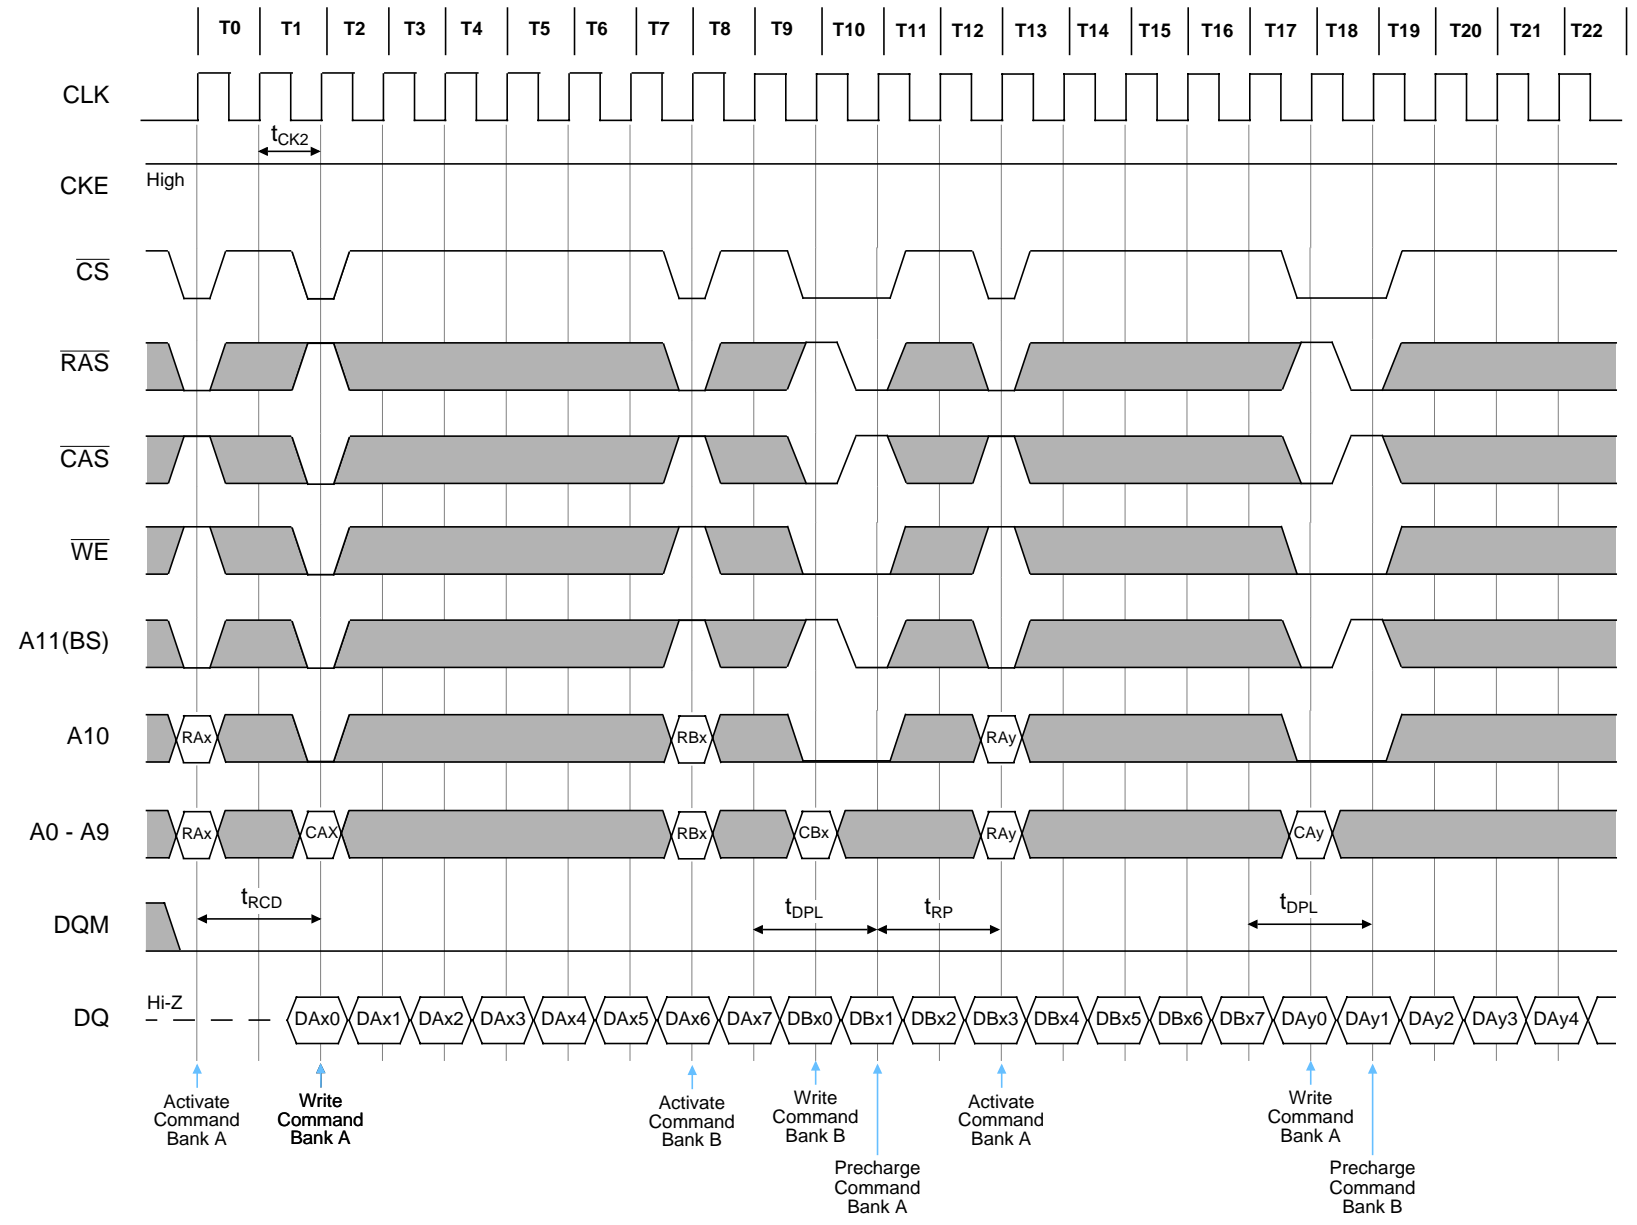 T0 T1 T2 T3 T4 T5 T6 T7 T8 T9 T10 T11 T12 T13 T14 T15 T16 T17 T18 T19 T20 T21 T22
CLK
tCK2
CKE
High
CS
RAS
CAS
WE
A11(BS)
A10
RAx RBx RAy
A0 - A9
RAx CAX RBx CBx RAy CAy
DQM
tRCD tDPL tRP tDPL
DQ
Hi-Z
DAx0 DAx1 DAx2 DAx3 DAx4 DAx5 DAx6 DAx7 DBx0 DBx1 DBx2 DBx3 DBx4 DBx5 DBx6 DBx7 DAy0 DAy1 DAy2 DAy3 DAy4
Activate
Command
Bank A
Write
Command
Bank A
Activate
Command
Bank B
Write
Command
Bank B
Precharge
Command
Bank A
Activate
Command
Bank A
Write
Command
Bank A
Precharge
Command
Bank B